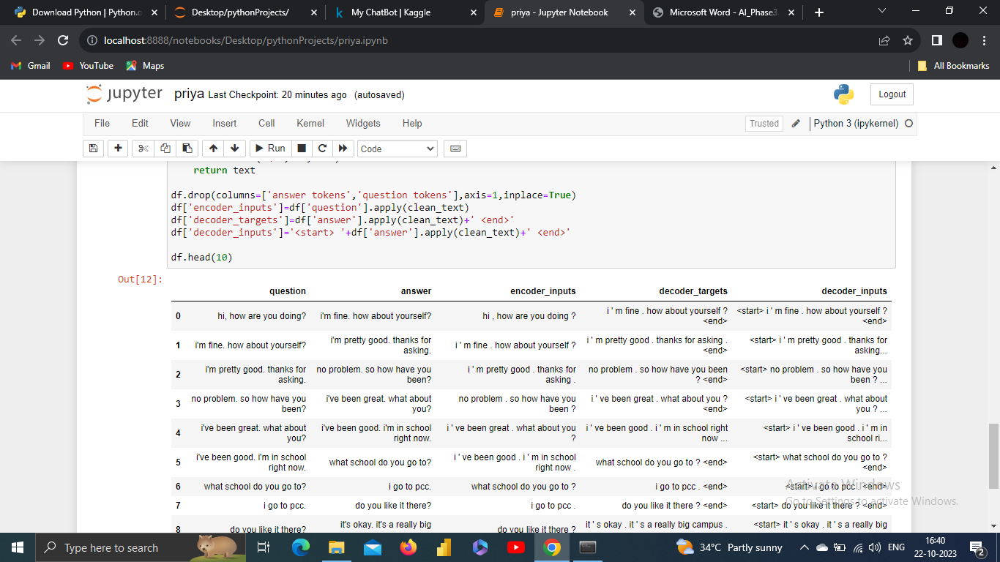 Download Python | Python.o
Desktop/pythonProjects/
My ChatBot | Kaggle
priya - Jupyter Notebook
Microsoft Word - AI_Phase3
localhost:8888/notebooks/Desktop/pythonProjects/priya.ipynb
Gmail YouTube Maps All Bookmarks
jupyter priya Last Checkpoint: 20 minutes ago (autosaved) Logout
File Edit View Insert Cell Kernel Widgets Help Trusted Python 3 (ipykernel)
Run Code
return text
df.drop(columns=['answer tokens','question tokens'],axis=1,inplace=True)
df['encoder_inputs']=df['question'].apply(clean_text)
df['decoder_targets']=df['answer'].apply(clean_text)+' <end>'
df['decoder_inputs']='<start> '+df['answer'].apply(clean_text)+' <end>'
df.head(10)
Out[12]:
question answer encoder_inputs decoder_targets decoder_inputs
0 hi, how are you doing? i'm fine. how about yourself? hi , how are you doing ? i ' m fine . how about yourself ? <end> <start> i ' m fine . how about yourself ? <end>
1 i'm fine. how about yourself? i'm pretty good. thanks for asking. i ' m fine . how about yourself ? i ' m pretty good . thanks for asking . <end> <start> i ' m pretty good . thanks for asking...
2 i'm pretty good. thanks for asking. no problem. so how have you been? i ' m pretty good . thanks for asking . no problem . so how have you been ? <end> <start> no problem . so how have you been ? ...
3 no problem. so how have you been? i've been great. what about you? no problem . so how have you been ? i ' ve been great . what about you ? <end> <start> i ' ve been great . what about you ? ...
4 i've been great. what about you? i've been good. i'm in school right now. i ' ve been great . what about you ? i ' ve been good . i ' m in school right now ... <start> i ' ve been good . i ' m in school ri...
5 i've been good. i'm in school right now. what school do you go to? i ' ve been good . i ' m in school right now . what school do you go to ? <end> <start> what school do you go to ? <end>
6 what school do you go to? i go to pcc. what school do you go to ? i go to pcc . <end> <start> i go to pcc . <end>
7 i go to pcc. do you like it there? i go to pcc . do you like it there ? <end> <start> do you like it there ? <end>
8 do you like it there? it's okay. it's a really big do you like it there ? it ' s okay . it ' s a really big campus . <start> it ' s okay . it ' s a really big
Activate Windows
Go to Settings to activate Windows.
Type here to search
34°C Partly sunny
ENG
16:40
22-10-2023
2